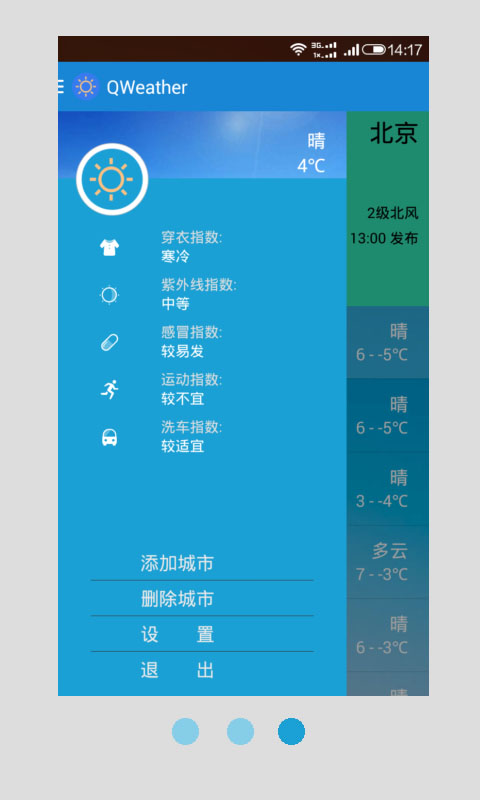 3G
1X
14:17
QWeather
晴
4℃
北京
2级北风
13:00 发布
穿衣指数:
寒冷
紫外线指数:
中等
感冒指数:
较易发
运动指数:
较不宜
洗车指数:
较适宜
添加城市
删除城市
设 置
退 出
晴
6 - -5℃
晴
6 - -5℃
晴
3 - -4℃
多云
7 - -3℃
晴
6 - -3℃
晴